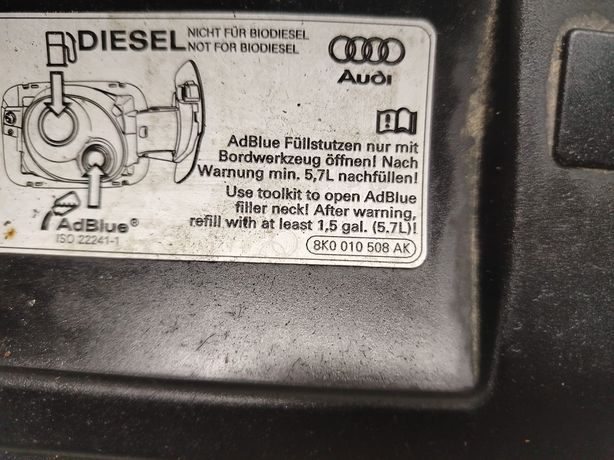 DIESEL
NICHT FÜR BIODIESEL
NOT FOR BIODIESEL
Audi
AdBlue Füllstutzen nur mit
Bordwerkzeug öffnen! Nach
Warnung min. 5,7L nachfüllen!
Use toolkit to open AdBlue
filler neck! After warning,
refill with at least 1,5 gal. (5.7L)!
8K0 010 508 AK
AdBlue®
ISO 22241-1